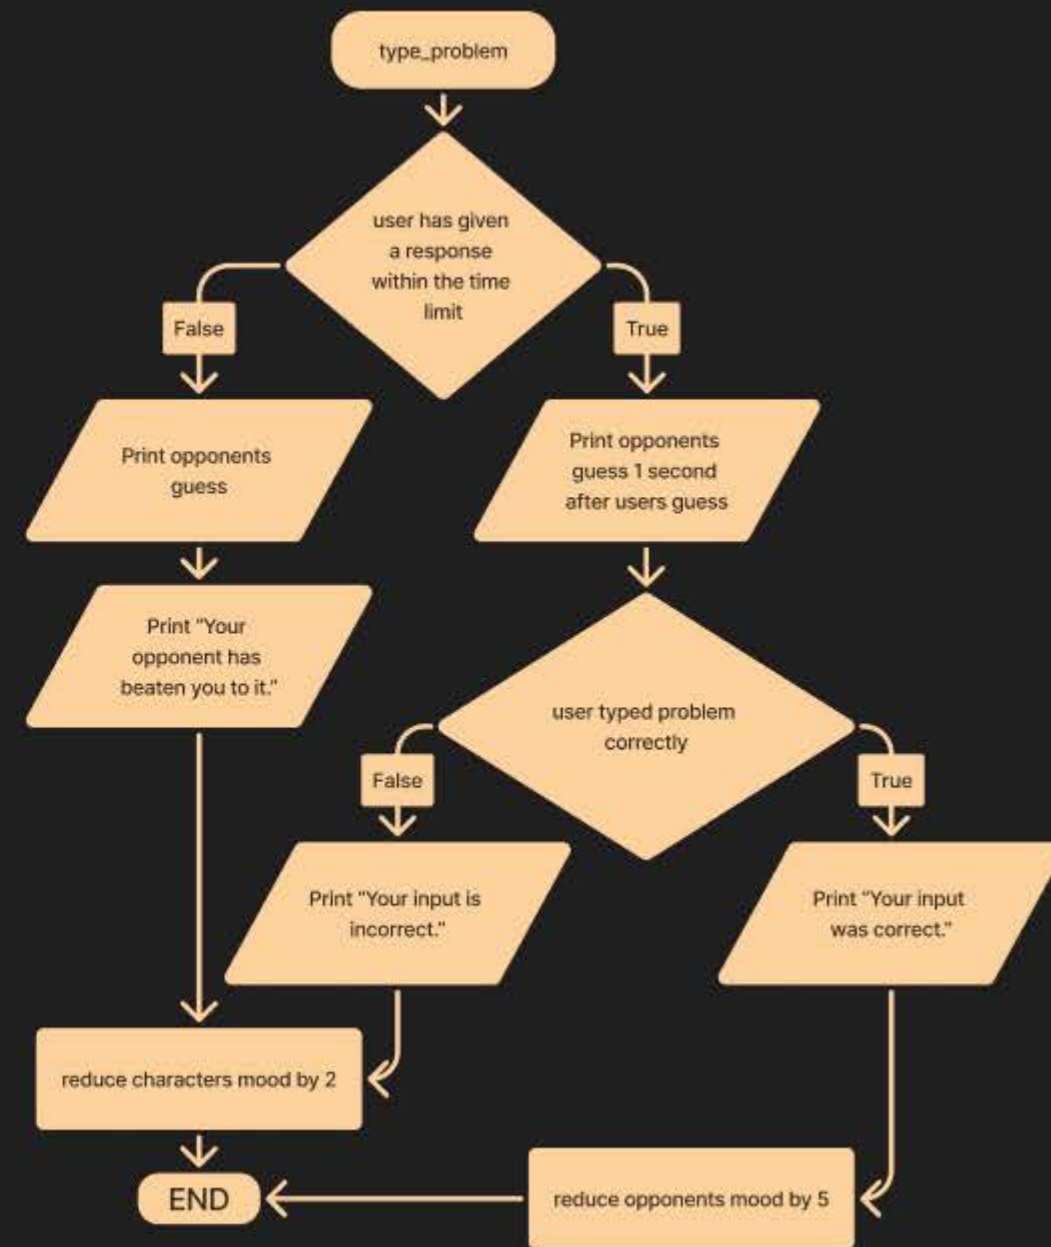 type_problem
user has given
a response
within the time
limit
False
True
Print opponents
guess
Print opponents
guess 1 second
after users guess
Print "Your
opponent has
beaten you to it."
user typed problem
correctly
False
True
Print "Your input is
incorrect."
Print "Your input
was correct."
reduce characters mood by 2
END
reduce opponents mood by 5